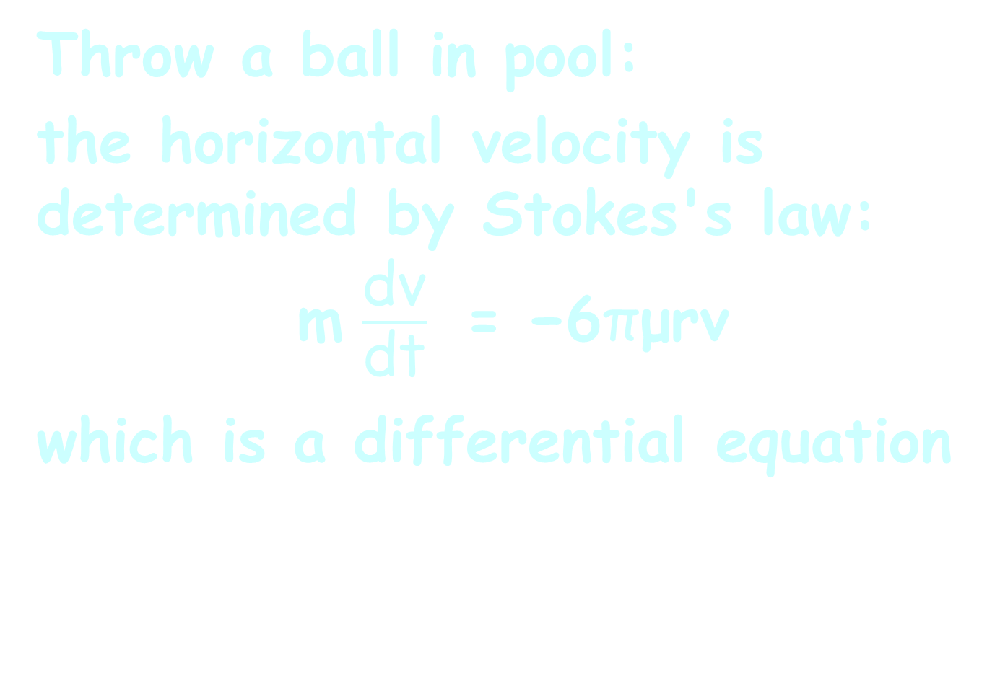 Throw a ball in pool:
the horizontal velocity is
determined by Stokes's law:
m dv/dt = −6πμrv
which is a differential equation